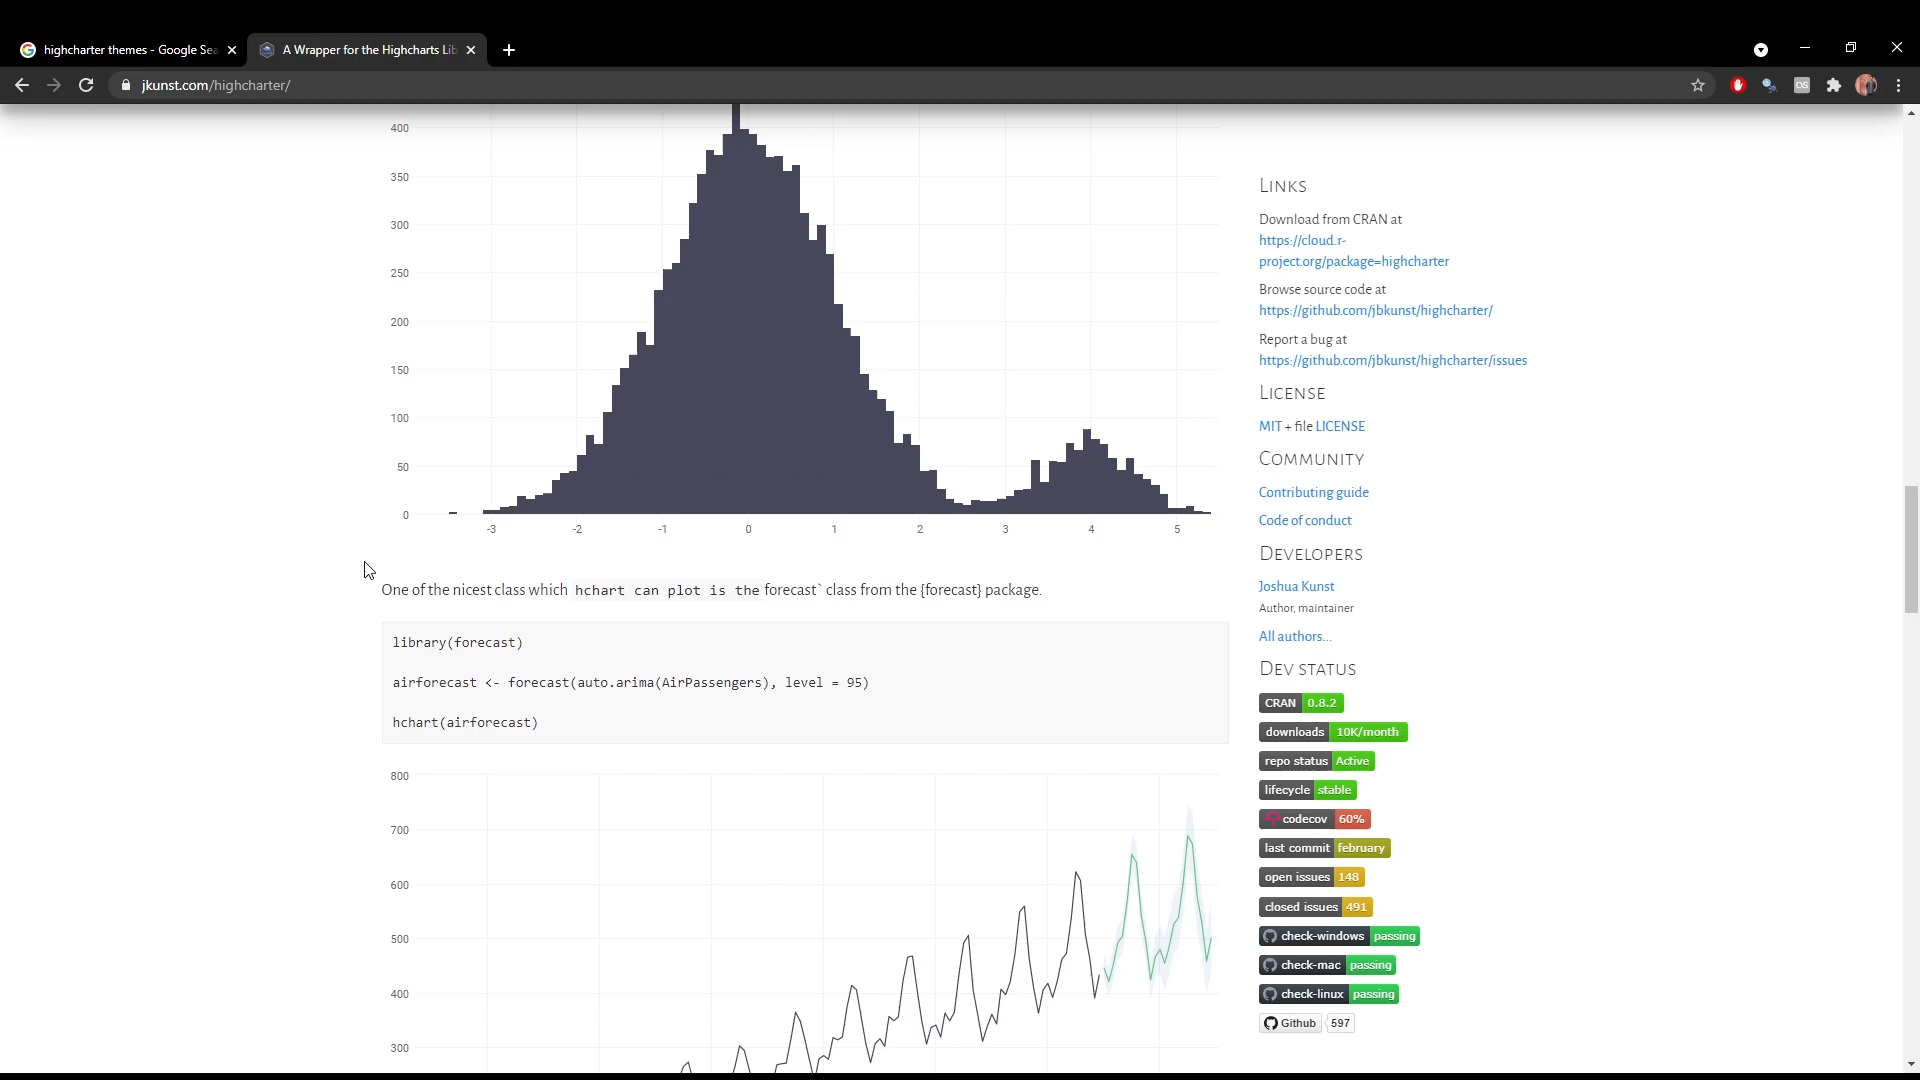 highcharter themes - Google Sea
A Wrapper for the Highcharts Lib
jkunst.com/highcharter/
400
350
300
250
200
150
100
50
0
-3 -2 -1 0 1 2 3 4 5
One of the nicest class which hchart can plot is the forecast` class from the {forecast} package.
library(forecast)
airforecast <- forecast(auto.arima(AirPassengers), level = 95)
hchart(airforecast)
800
700
600
500
400
300
Links
Download from CRAN at
https://cloud.r-
project.org/package=highcharter
Browse source code at
https://github.com/jbkunst/highcharter/
Report a bug at
https://github.com/jbkunst/highcharter/issues
License
MIT + file LICENSE
Community
Contributing guide
Code of conduct
Developers
Joshua Kunst
Author, maintainer
All authors...
Dev status
CRAN 0.8.2
downloads 10K/month
repo status Active
lifecycle stable
codecov 60%
last commit february
open issues 148
closed issues 491
check-windows passing
check-mac passing
check-linux passing
Github 597